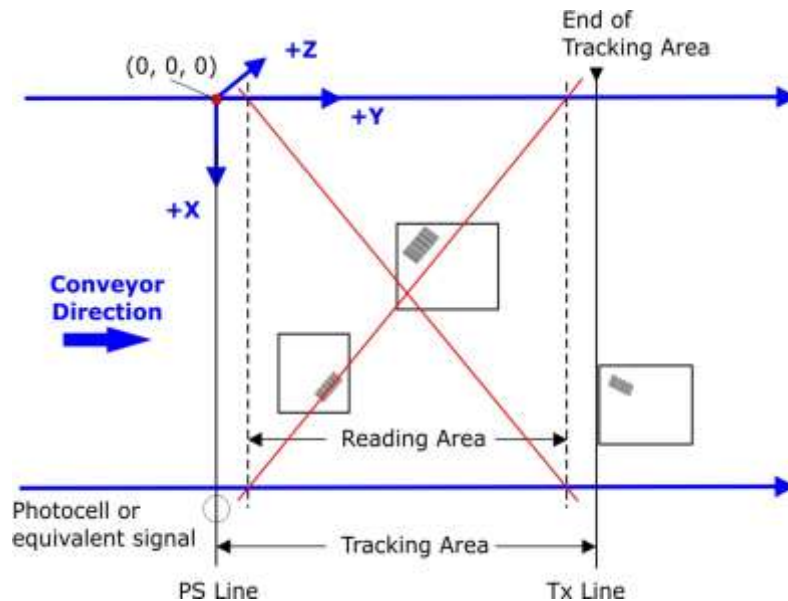 End of
Tracking Area
+Z
(0, 0, 0)
+Y
+X
Conveyor
Direction
Reading Area
Photocell or
equivalent signal
Tracking Area
PS Line
Tx Line